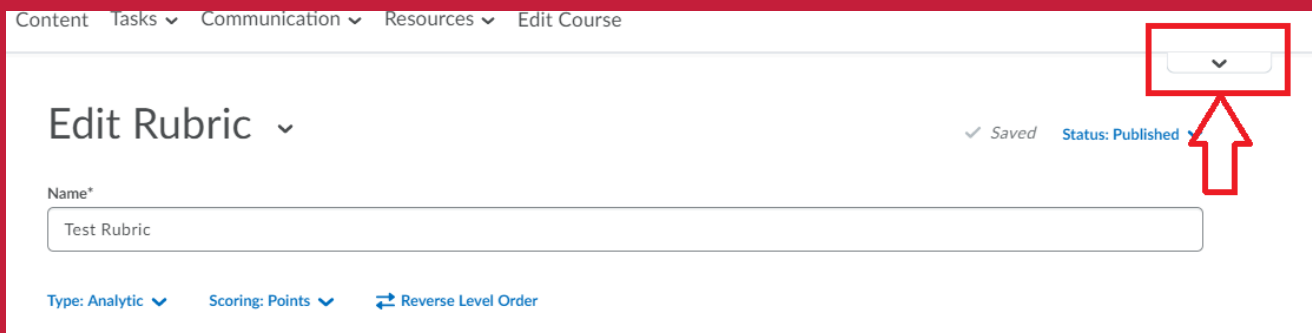 Content Tasks Communication Resources Edit Course
Edit Rubric
Saved Status: Published
Name*
Test Rubric
Type: Analytic Scoring: Points Reverse Level Order